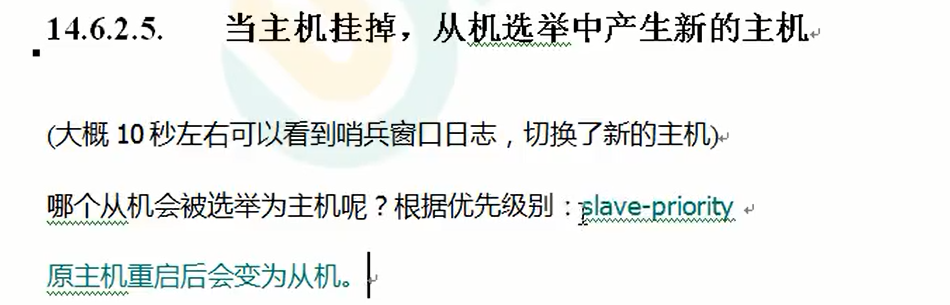 14.6.2.5. 当主机挂掉，从机选举中产生新的主机
(大概 10 秒左右可以看到哨兵窗口日志，切换了新的主机)
哪个从机会被选举为主机呢？根据优先级别：slave-priority
原主机重启后会变为从机。